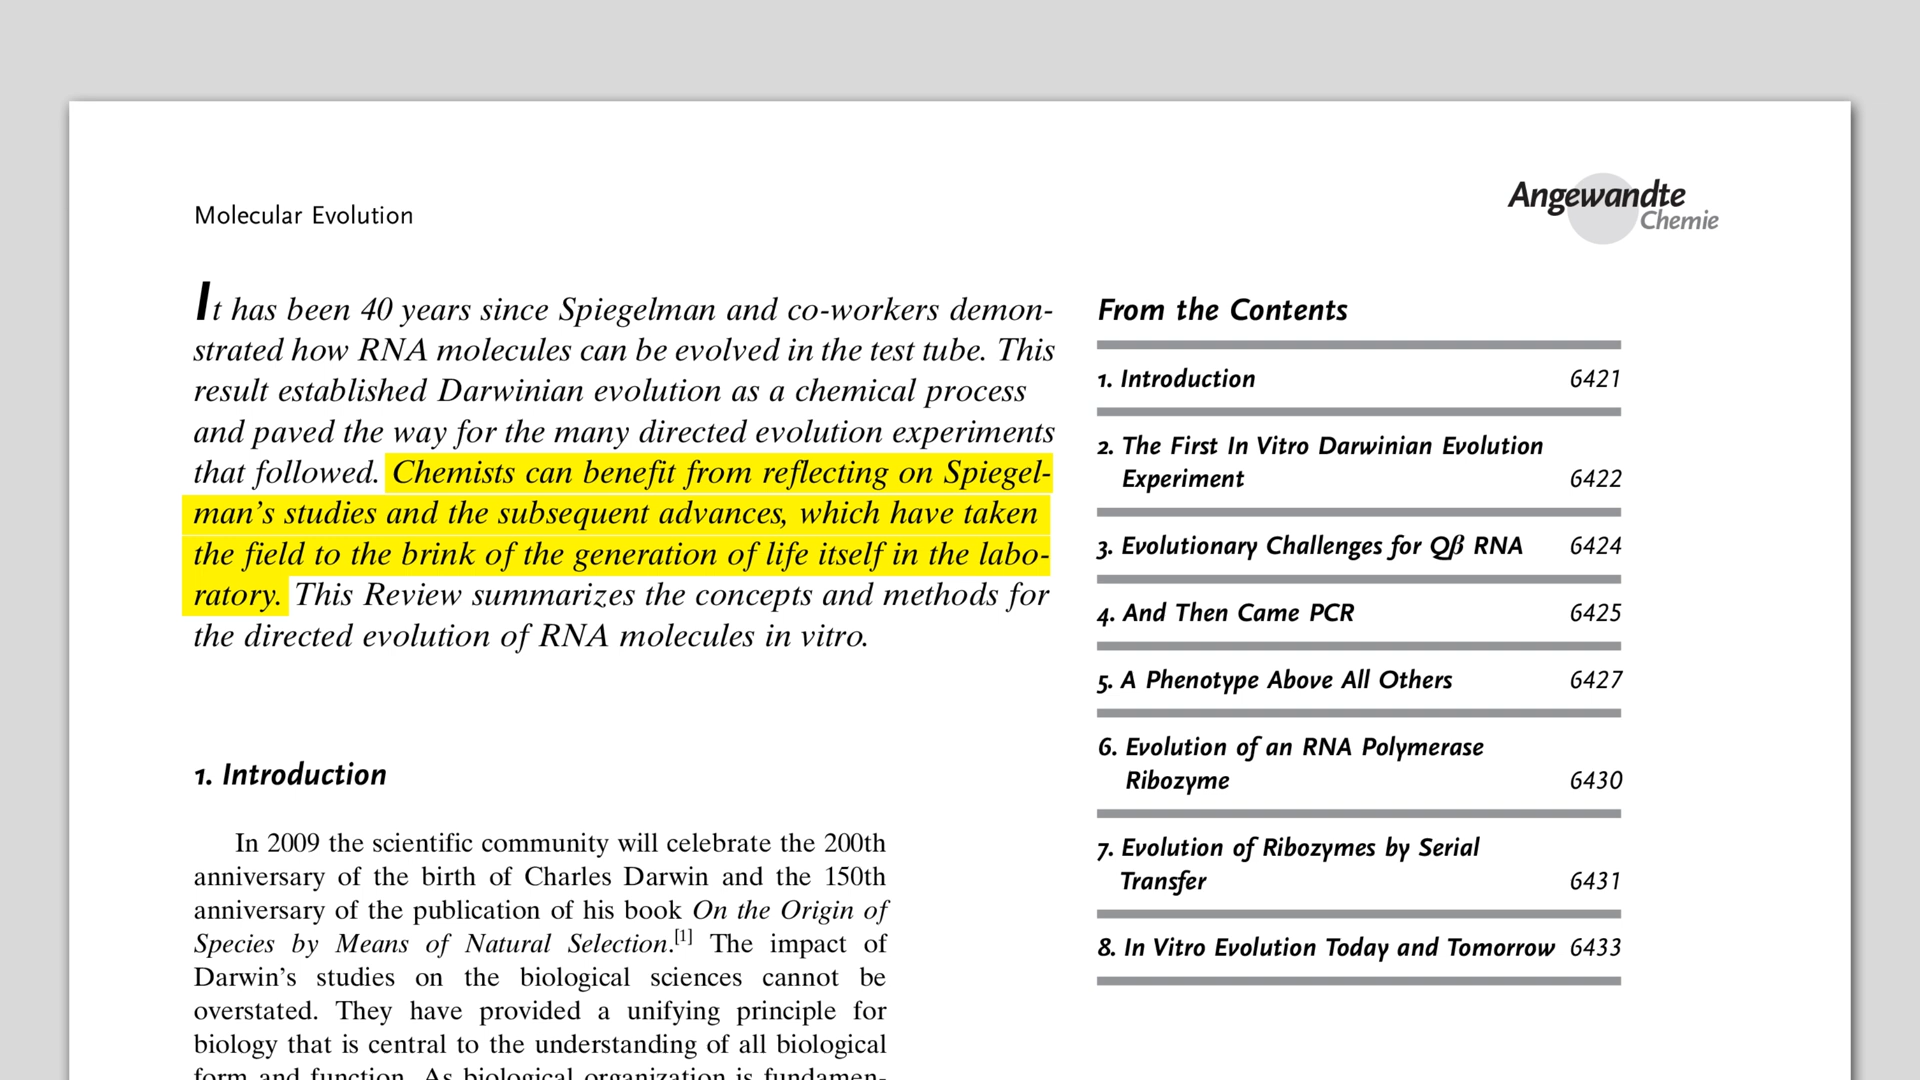 Molecular Evolution
Angewandte
Chemie
It has been 40 years since Spiegelman and co-workers demon-
strated how RNA molecules can be evolved in the test tube. This
result established Darwinian evolution as a chemical process
and paved the way for the many directed evolution experiments
that followed. Chemists can benefit from reflecting on Spiegel-
man’s studies and the subsequent advances, which have taken
the field to the brink of the generation of life itself in the labo-
ratory. This Review summarizes the concepts and methods for
the directed evolution of RNA molecules in vitro.
1. Introduction
In 2009 the scientific community will celebrate the 200th
anniversary of the birth of Charles Darwin and the 150th
anniversary of the publication of his book On the Origin of
Species by Means of Natural Selection.[1] The impact of
Darwin’s studies on the biological sciences cannot be
overstated. They have provided a unifying principle for
biology that is central to the understanding of all biological
form and function. As biological organization is fundamen-
From the Contents
1. Introduction 6421
2. The First In Vitro Darwinian Evolution
Experiment 6422
3. Evolutionary Challenges for Qβ RNA 6424
4. And Then Came PCR 6425
5. A Phenotype Above All Others 6427
6. Evolution of an RNA Polymerase
Ribozyme 6430
7. Evolution of Ribozymes by Serial
Transfer 6431
8. In Vitro Evolution Today and Tomorrow 6433